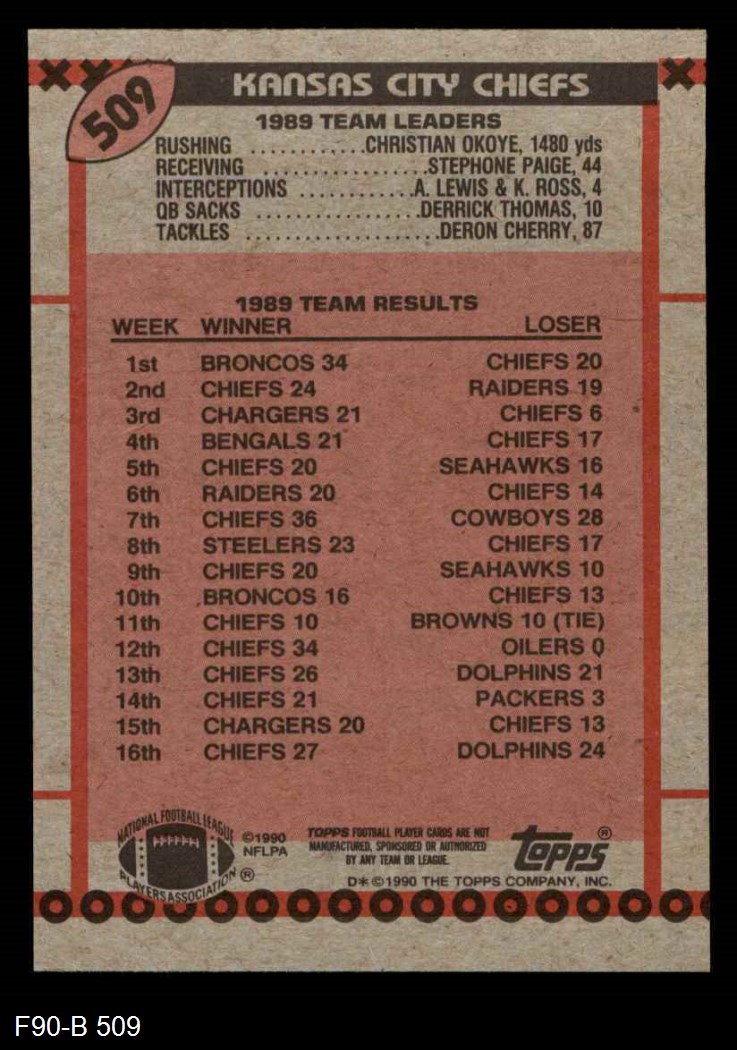 509
KANSAS CITY CHIEFS
1989 TEAM LEADERS
RUSHING ............CHRISTIAN OKOYE, 1480 yds
RECEIVING .................STEPHONE PAIGE, 44
INTERCEPTIONS ............A. LEWIS & K. ROSS, 4
QB SACKS .................DERRICK THOMAS, 10
TACKLES ....................DERON CHERRY, 87
1989 TEAM RESULTS
WEEK WINNER LOSER
1st BRONCOS 34 CHIEFS 20
2nd CHIEFS 24 RAIDERS 19
3rd CHARGERS 21 CHIEFS 6
4th BENGALS 21 CHIEFS 17
5th CHIEFS 20 SEAHAWKS 16
6th RAIDERS 20 CHIEFS 14
7th CHIEFS 36 COWBOYS 28
8th STEELERS 23 CHIEFS 17
9th CHIEFS 20 SEAHAWKS 10
10th BRONCOS 16 CHIEFS 13
11th CHIEFS 10 BROWNS 10 (TIE)
12th CHIEFS 34 OILERS 0
13th CHIEFS 26 DOLPHINS 21
14th CHIEFS 21 PACKERS 3
15th CHARGERS 20 CHIEFS 13
16th CHIEFS 27 DOLPHINS 24
NATIONAL FOOTBALL LEAGUE
PLAYERS ASSOCIATION ®
©1990
NFLPA
TOPPS FOOTBALL PLAYER CARDS ARE NOT
MANUFACTURED, SPONSORED OR AUTHORIZED
BY ANY TEAM OR LEAGUE.
topps ®
D* © 1990 THE TOPPS COMPANY, INC.
F90-B 509